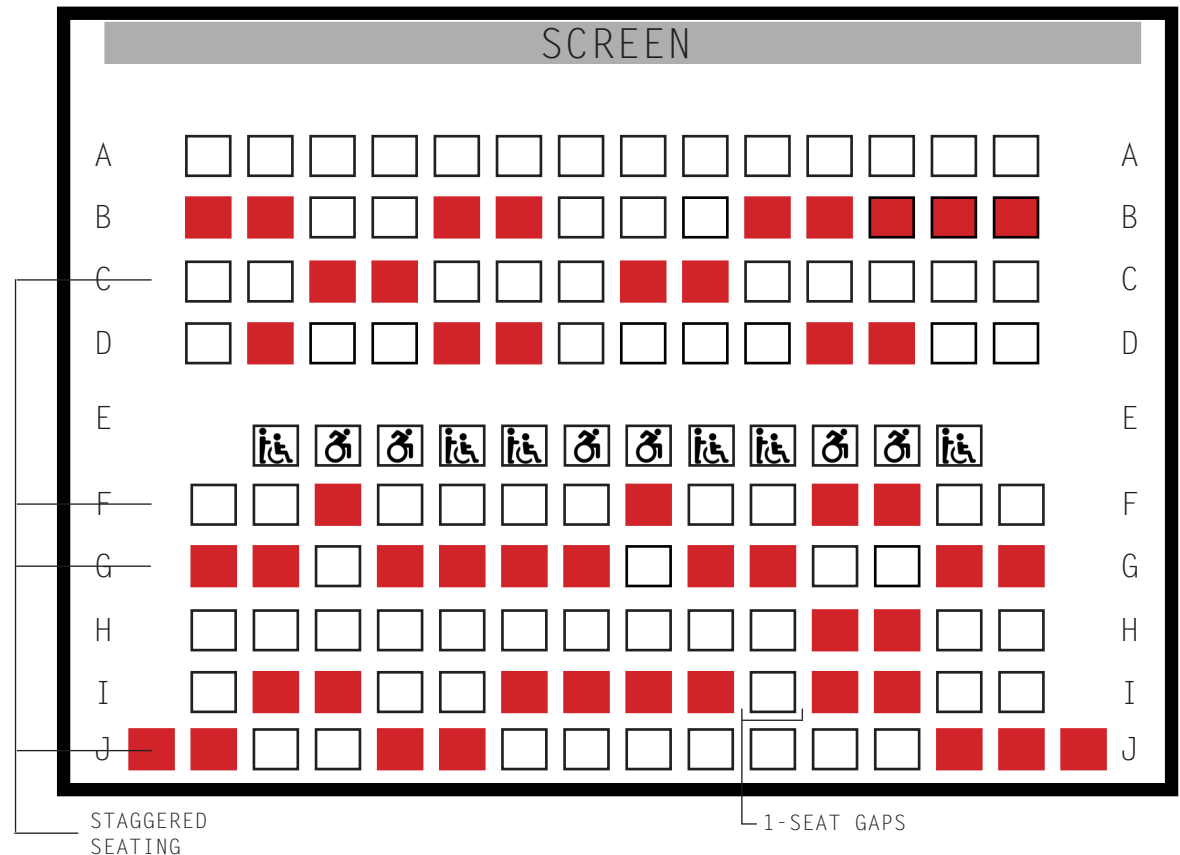 SCREEN
A A
B B
C C
D D
E E
F F
G G
H H
I I
J J
STAGGERED
SEATING
1-SEAT GAPS